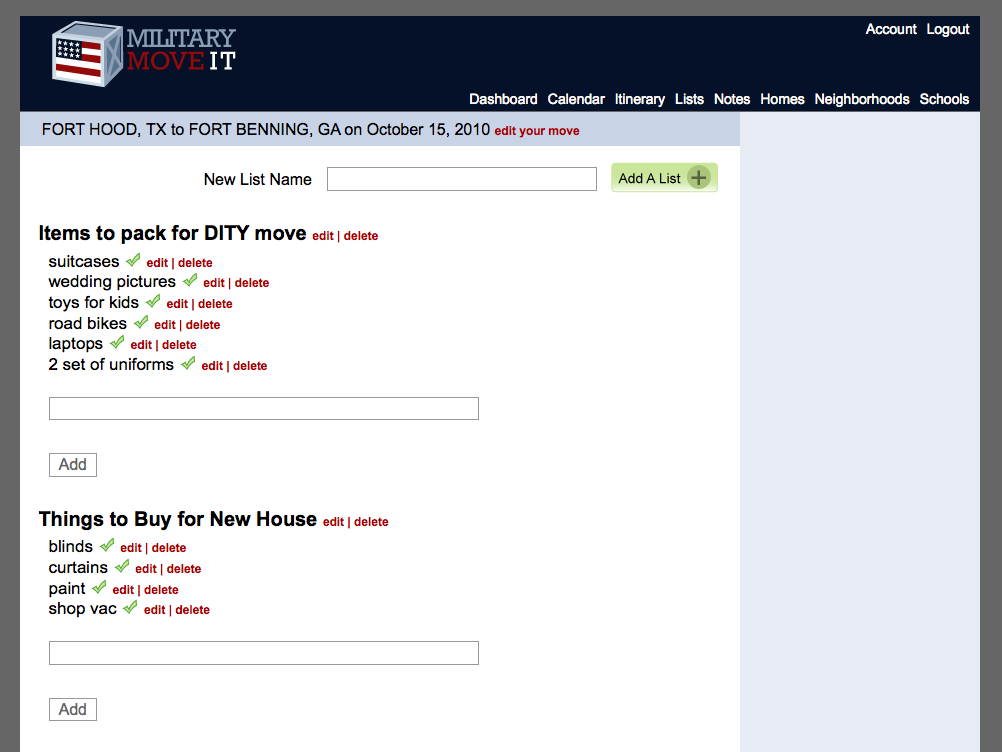 MILITARY
MOVE IT
Account Logout
Dashboard Calendar Itinerary Lists Notes Homes Neighborhoods Schools
FORT HOOD, TX to FORT BENNING, GA on October 15, 2010 edit your move
New List Name Add A List +
Items to pack for DITY move edit | delete
suitcases edit | delete
wedding pictures edit | delete
toys for kids edit | delete
road bikes edit | delete
laptops edit | delete
2 set of uniforms edit | delete
Add
Things to Buy for New House edit | delete
blinds edit | delete
curtains edit | delete
paint edit | delete
shop vac edit | delete
Add